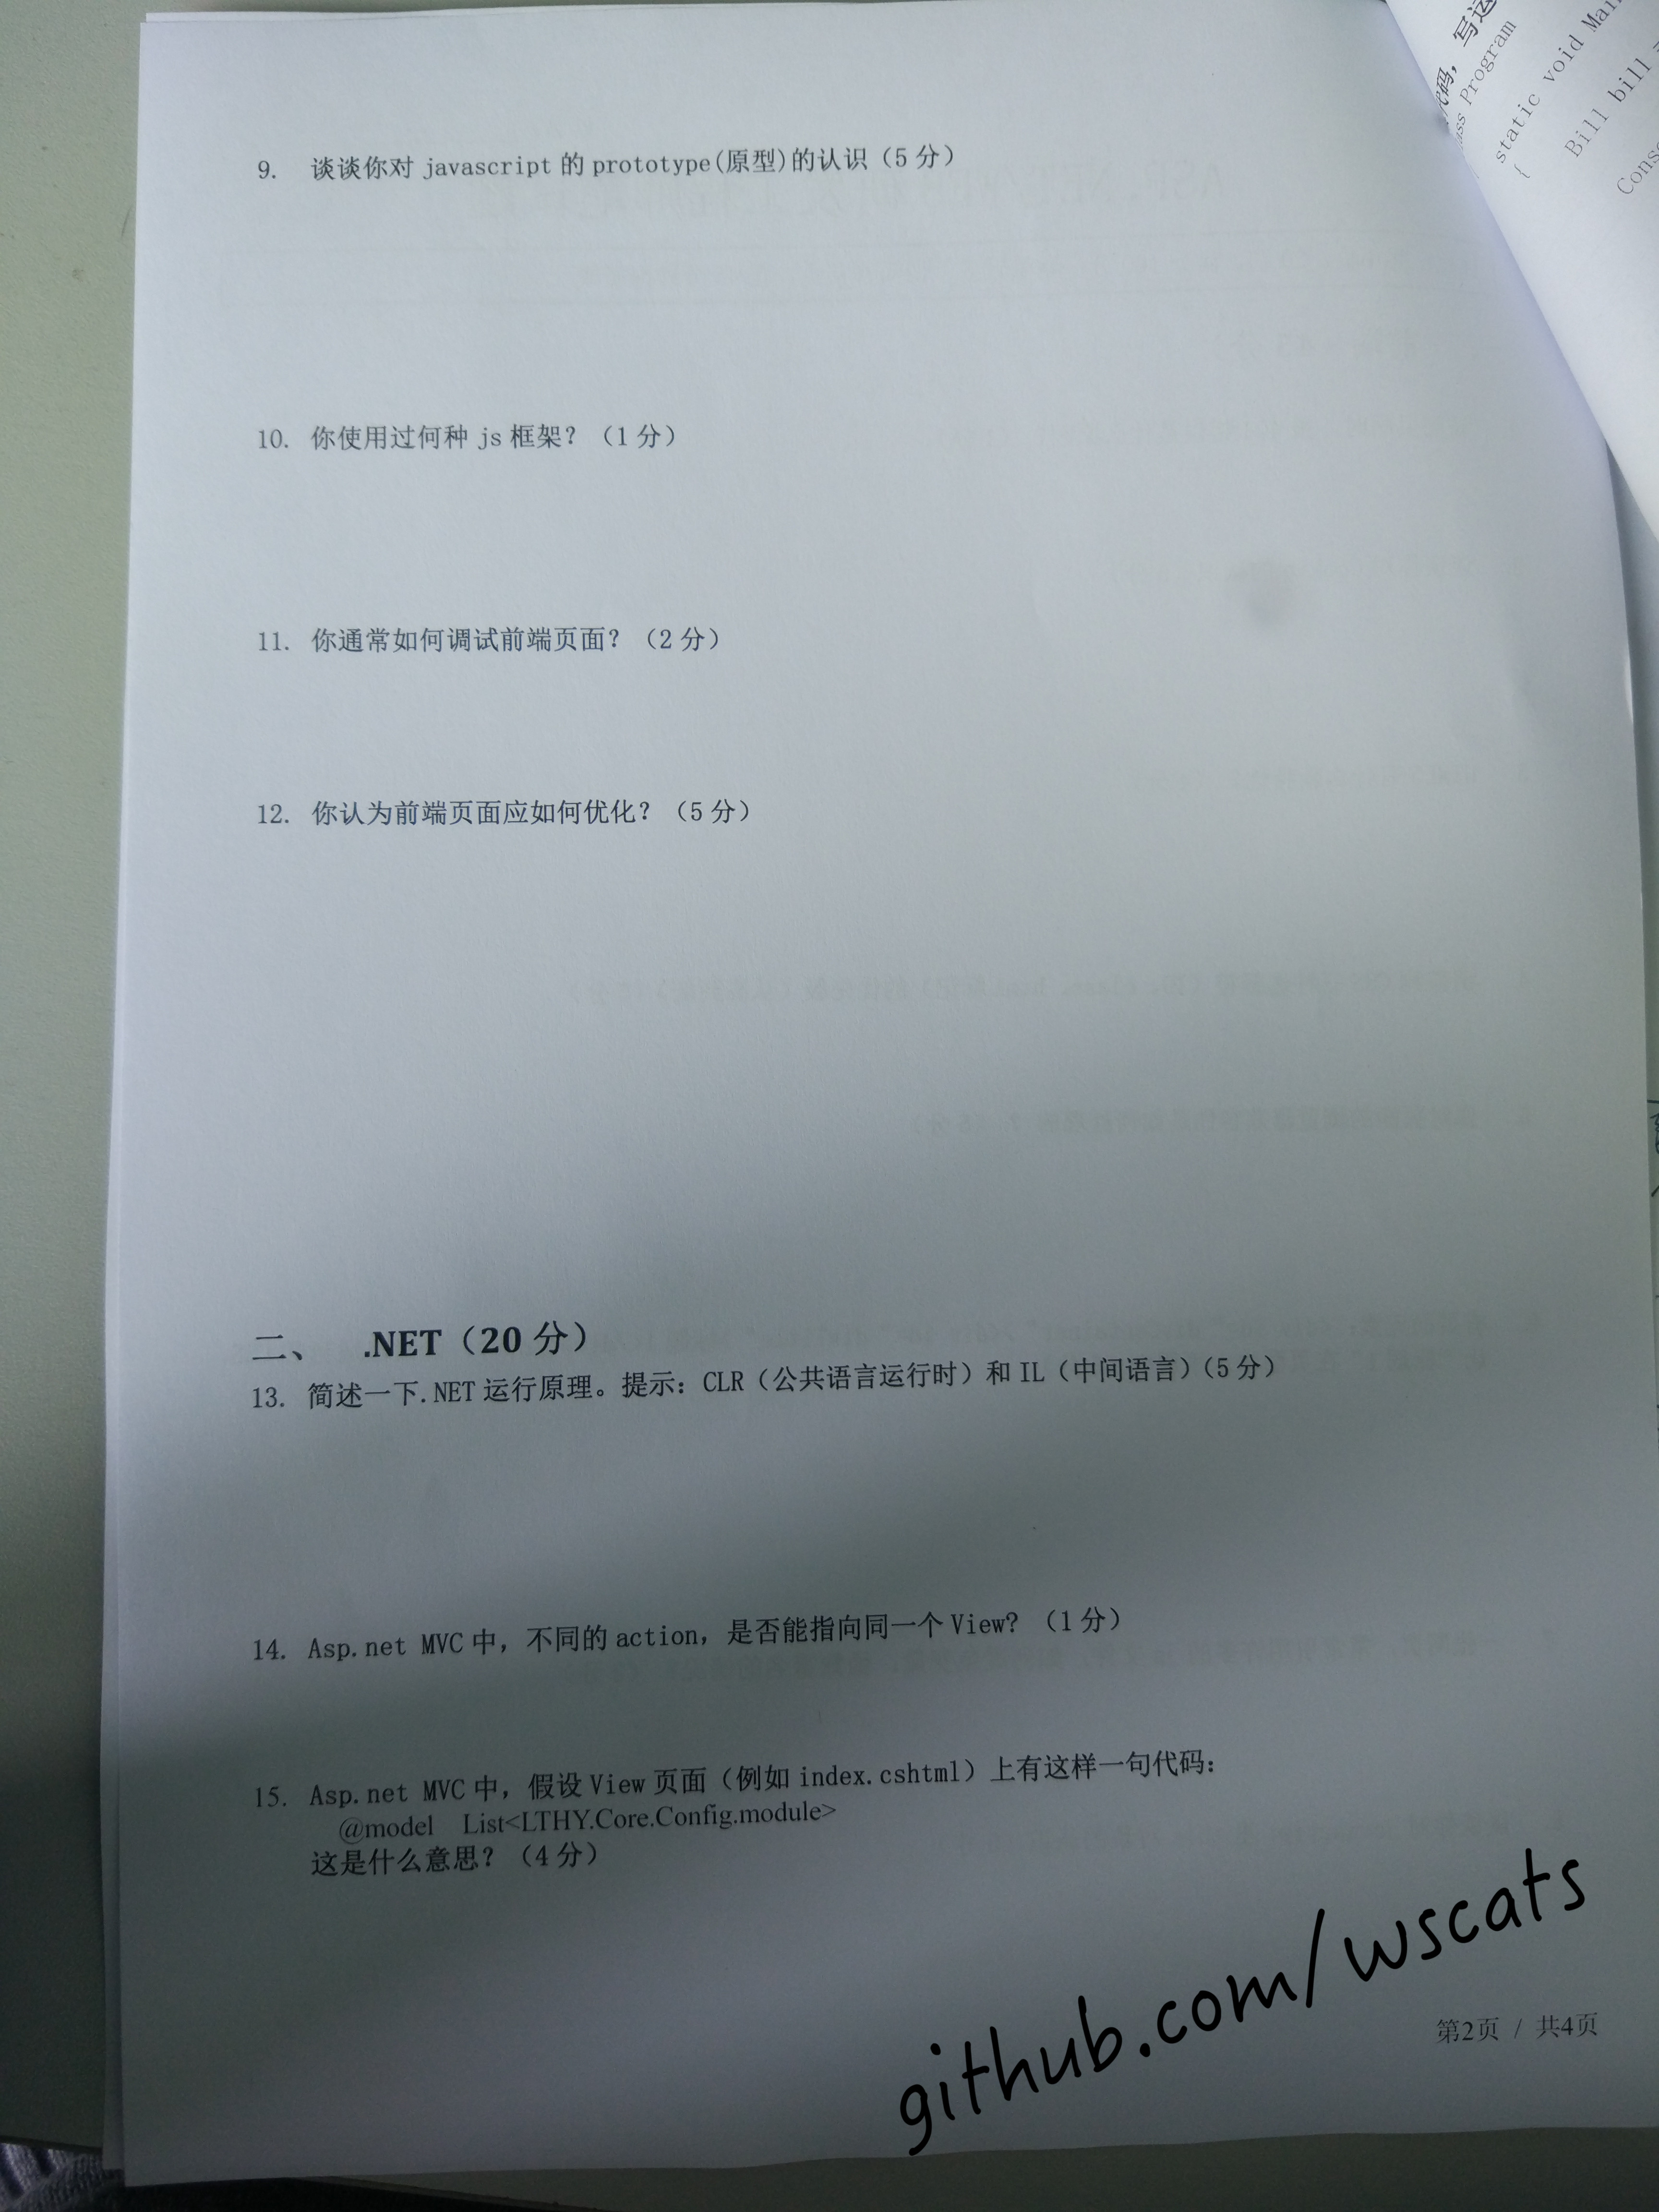 9. 谈谈你对 javascript 的 prototype(原型)的认识（5 分）
10. 你使用过何种 js 框架？（1 分）
11. 你通常如何调试前端页面？（2 分）
12. 你认为前端页面应如何优化？（5 分）
二、 .NET（20 分）
13. 简述一下.NET 运行原理。提示：CLR（公共语言运行时）和 IL（中间语言）(5 分）
14. Asp.net MVC 中，不同的 action，是否能指向同一个 View?（1 分）
15. Asp.net MVC 中，假设 View 页面（例如 index.cshtml）上有这样一句代码：
@model List<LTHY.Core.Config.module>
这是什么意思？（4 分）
第2页 / 共4页
github.com/wscats
代码，写运
Program
static void
{
Bill bill